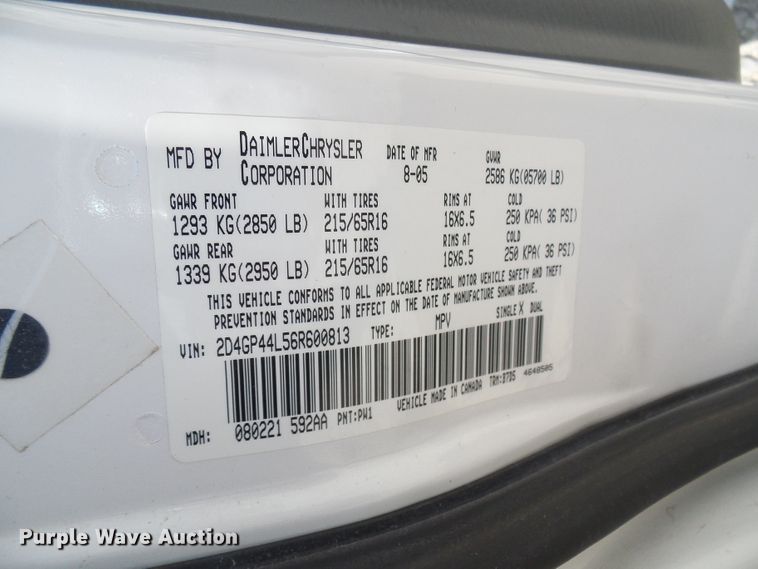 MFD BY DAIMLERCHRYSLER CORPORATION DATE OF MFR 8-05 GVWR 2586 KG(05700 LB)
GAWR FRONT WITH TIRES RIMS AT COLD
1293 KG(2850 LB) 215/65R16 16X6.5 250 KPA( 36 PSI)
GAWR REAR WITH TIRES RIMS AT COLD
1339 KG(2950 LB) 215/65R16 16X6.5 250 KPA( 36 PSI)
THIS VEHICLE CONFORMS TO ALL APPLICABLE FEDERAL MOTOR VEHICLE SAFETY AND THEFT
PREVENTION STANDARDS IN EFFECT ON THE DATE OF MANUFACTURE SHOWN ABOVE.
VIN: 2D4GP44L56R600813 TYPE: MPV SINGLE X DUAL
MDH: 080221 592AA PNT:PW1 VEHICLE MADE IN CANADA TRM:D7D5 4648505
Purple Wave Auction